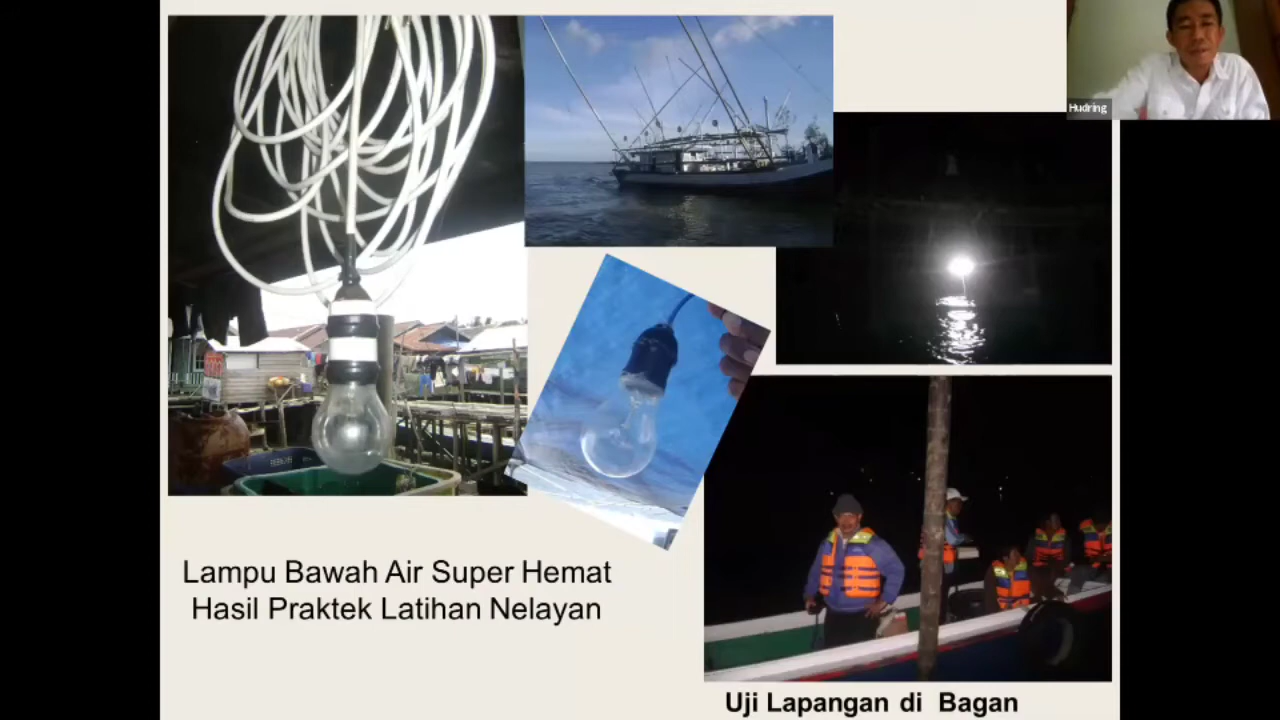 Hudring
Lampu Bawah Air Super Hemat
Hasil Praktek Latihan Nelayan
Uji Lapangan di Bagan